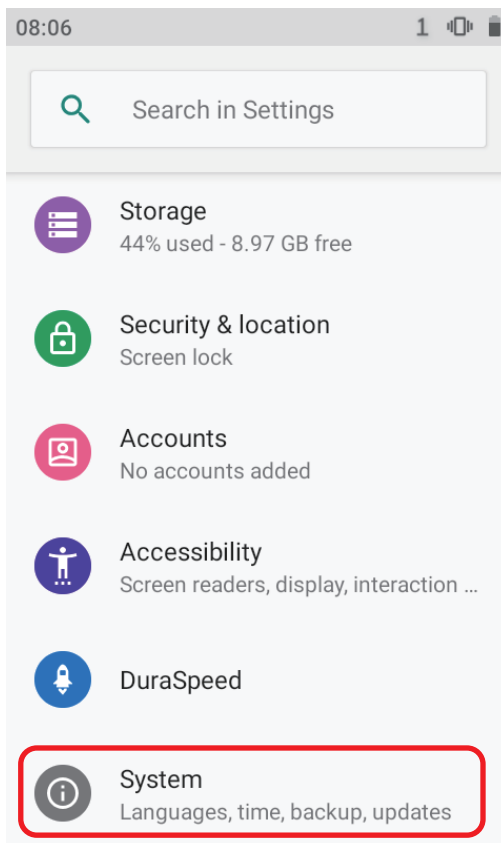 08:06 1
Search in Settings
Storage
44% used - 8.97 GB free
Security & location
Screen lock
Accounts
No accounts added
Accessibility
Screen readers, display, interaction ...
DuraSpeed
System
Languages, time, backup, updates